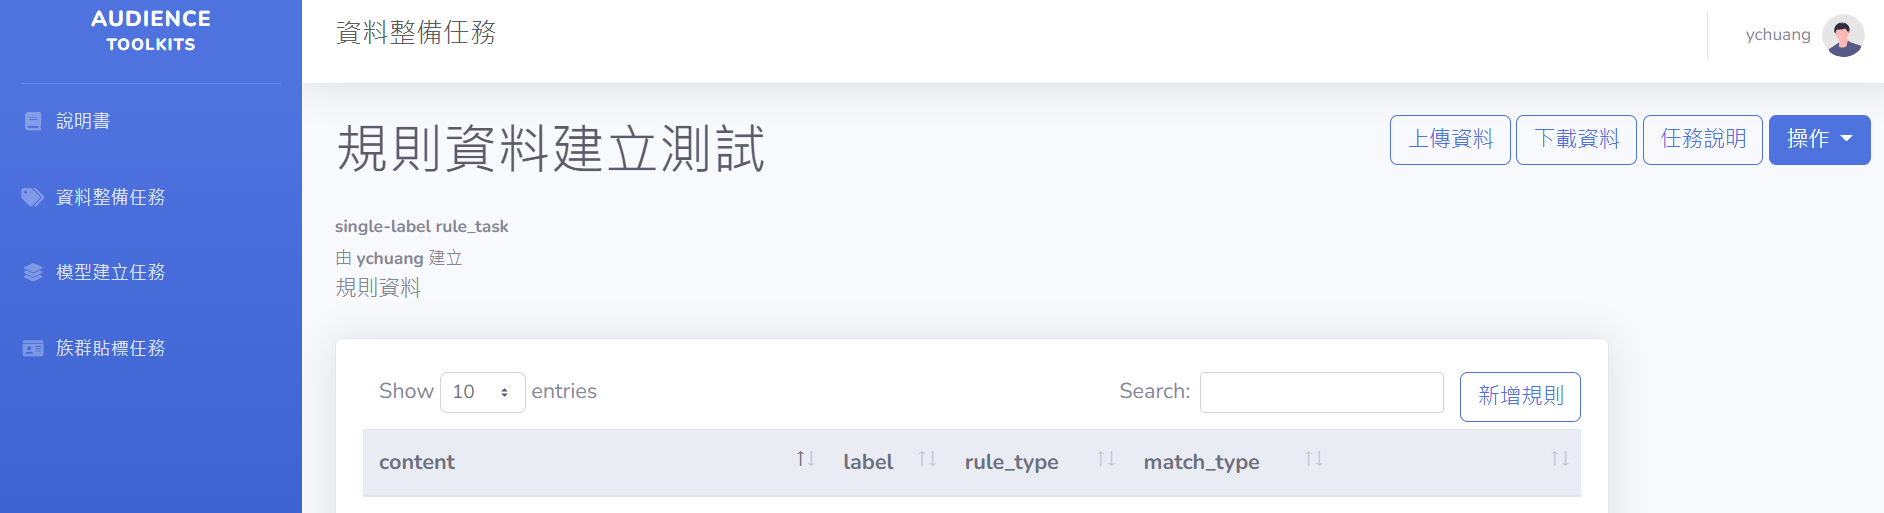 AUDIENCE
TOOLKITS
說明書
資料整備任務
模型建立任務
族群貼標任務
資料整備任務
ychuang
規則資料建立測試
上傳資料 下載資料 任務說明 操作
single-label rule_task
由 ychuang 建立
規則資料
Show 10 entries Search: 新增規則
content label rule_type match_type